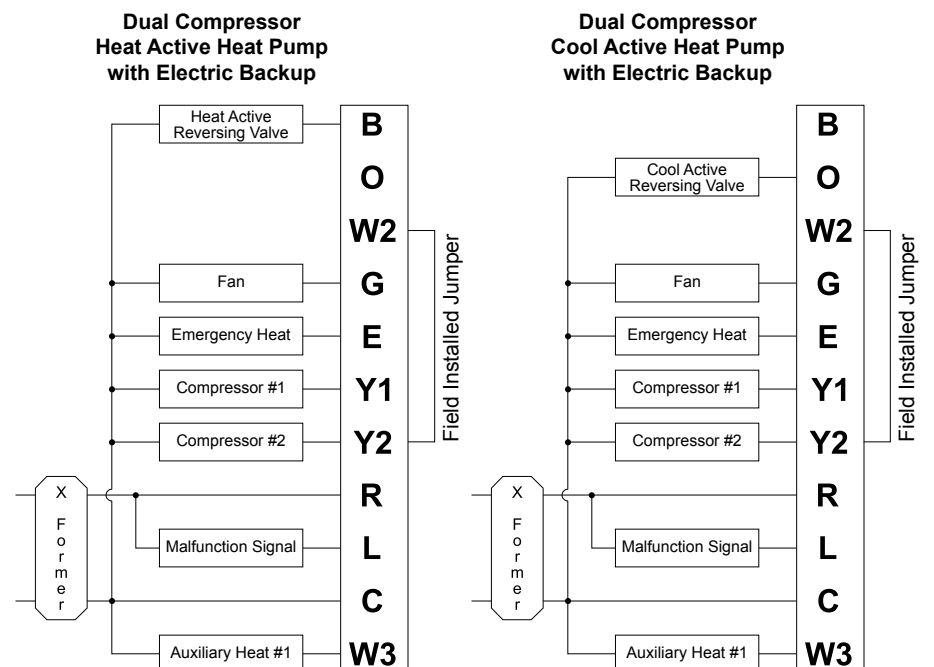 Dual Compressor
Heat Active Heat Pump
with Electric Backup
Heat Active
Reversing Valve
B
O
W2
Fan
G
Emergency Heat
E
Compressor #1
Y1
Compressor #2
Y2
Field Installed Jumper
X
Former
R
Malfunction Signal
L
C
Auxiliary Heat #1
W3
Dual Compressor
Cool Active Heat Pump
with Electric Backup
B
Cool Active
Reversing Valve
O
W2
Fan
G
Emergency Heat
E
Compressor #1
Y1
Compressor #2
Y2
Field Installed Jumper
X
Former
R
Malfunction Signal
L
C
Auxiliary Heat #1
W3